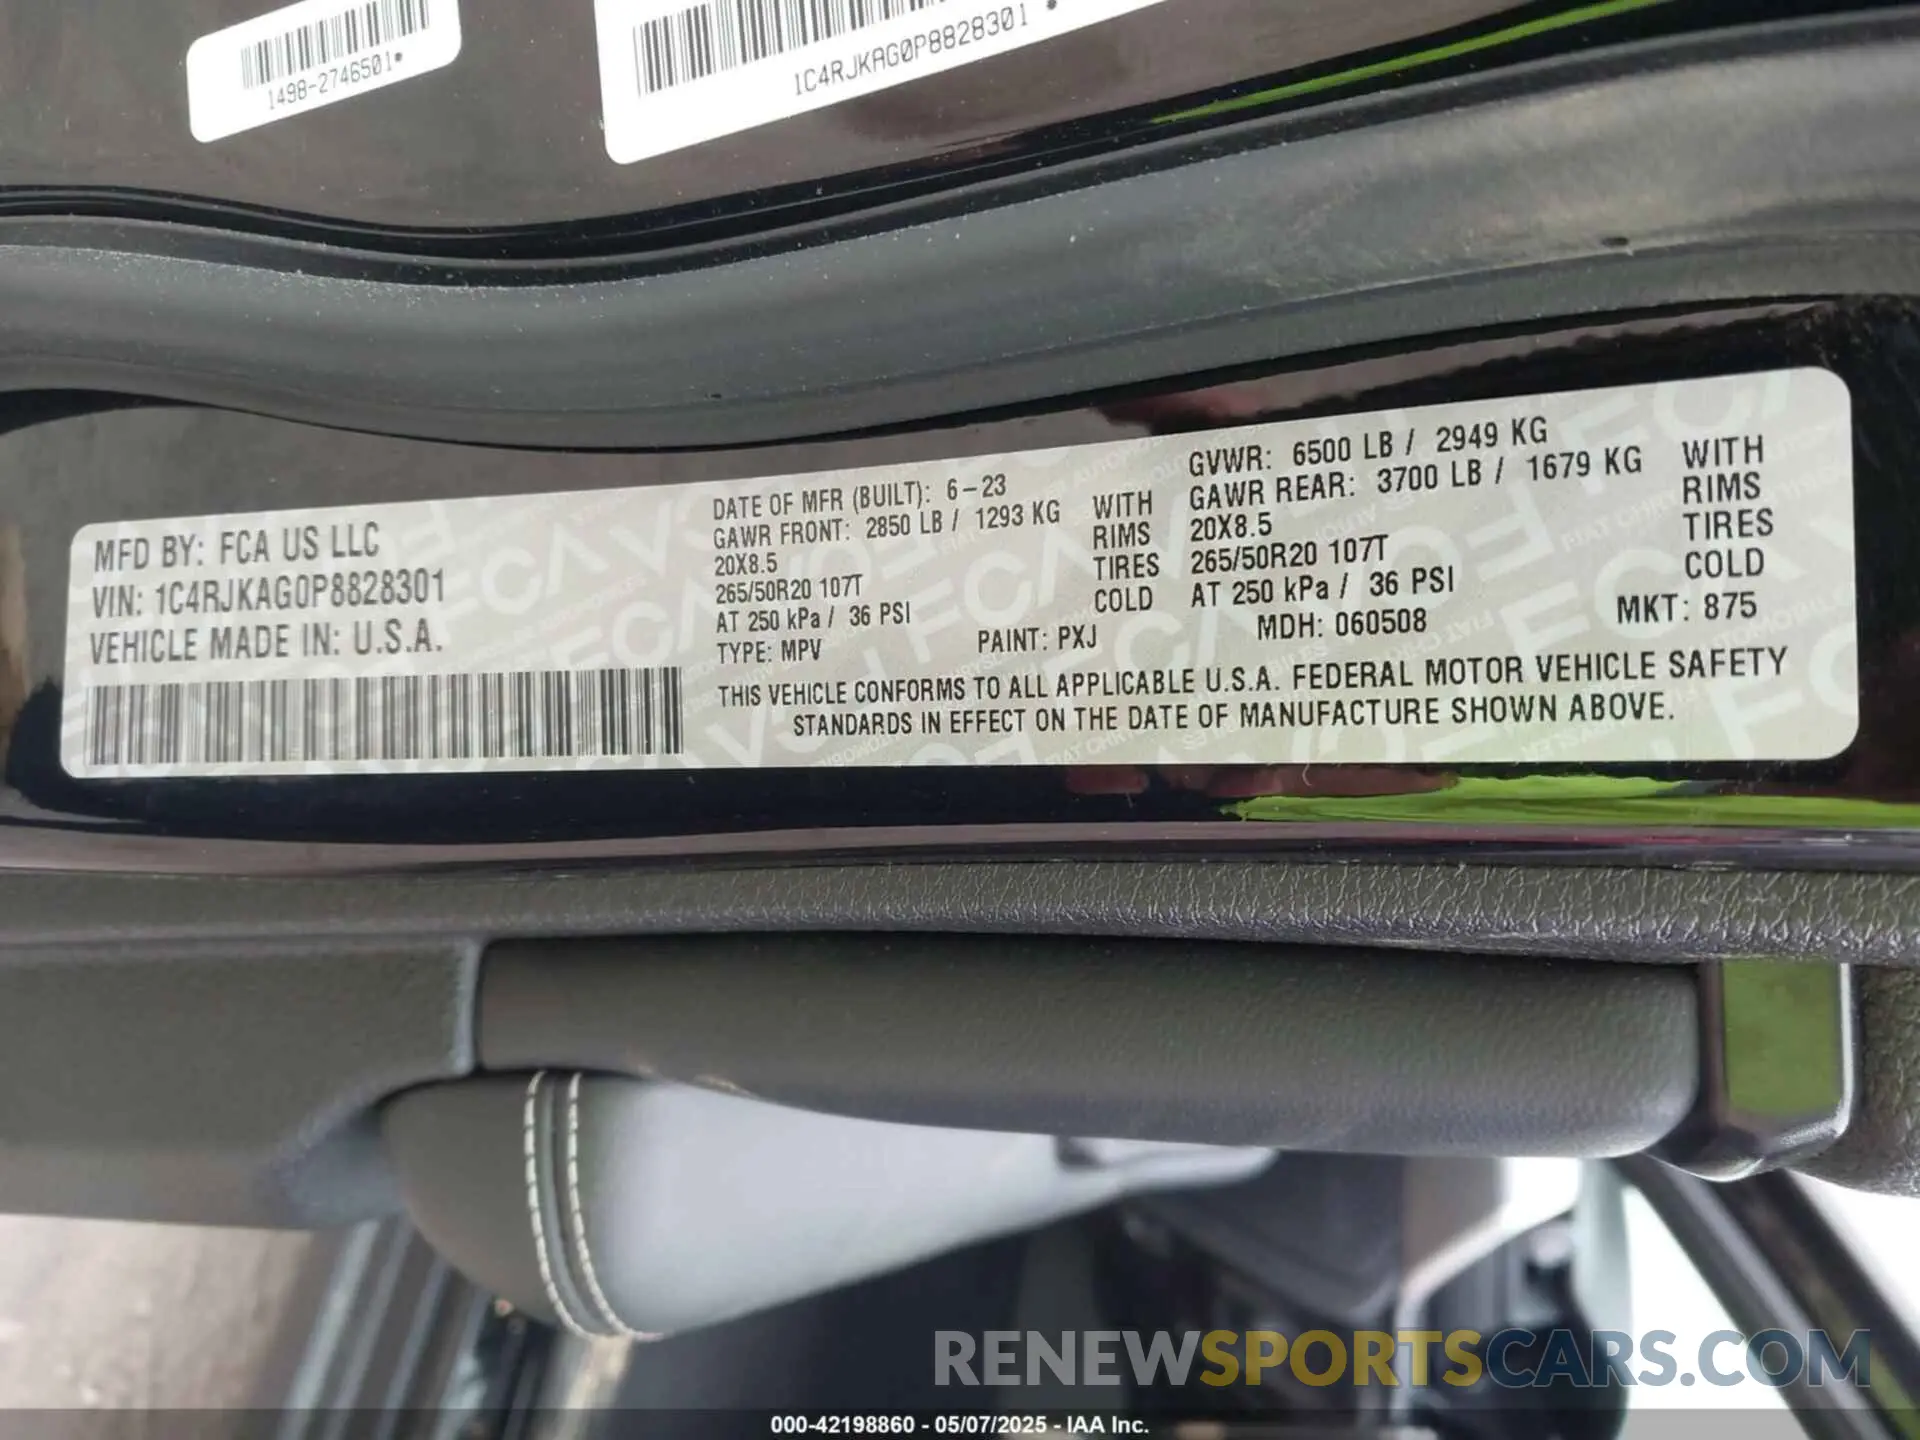 1498-2746501*
1C4RJKAG0P8828301 *
MFD BY: FCA US LLC
VIN: 1C4RJKAG0P8828301
VEHICLE MADE IN: U.S.A.
DATE OF MFR (BUILT): 6-23
GAWR FRONT: 2850 LB / 1293 KG WITH
20X8.5 RIMS
265/50R20 107T TIRES
AT 250 kPa / 36 PSI COLD
GVWR: 6500 LB / 2949 KG
GAWR REAR: 3700 LB / 1679 KG WITH
20X8.5 RIMS
265/50R20 107T TIRES
AT 250 kPa / 36 PSI COLD
TYPE: MPV PAINT: PXJ MDH: 060508 MKT: 875
THIS VEHICLE CONFORMS TO ALL APPLICABLE U.S.A. FEDERAL MOTOR VEHICLE SAFETY
STANDARDS IN EFFECT ON THE DATE OF MANUFACTURE SHOWN ABOVE.
RENEWSPORTSCARS.COM
000-42198860 - 05/07/2025 - IAA Inc.